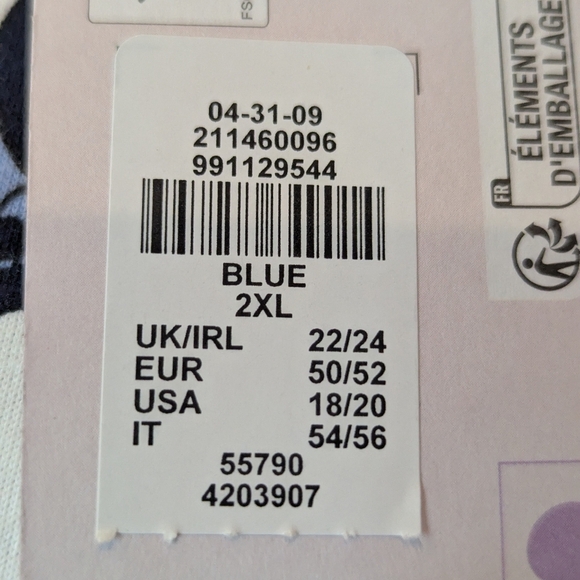 FS
04-31-09
211460096
991129544
BLUE
2XL
UK/IRL 22/24
EUR 50/52
USA 18/20
IT 54/56
55790
4203907
FR
ÉLÉMENTS
D'EMBALLAGE